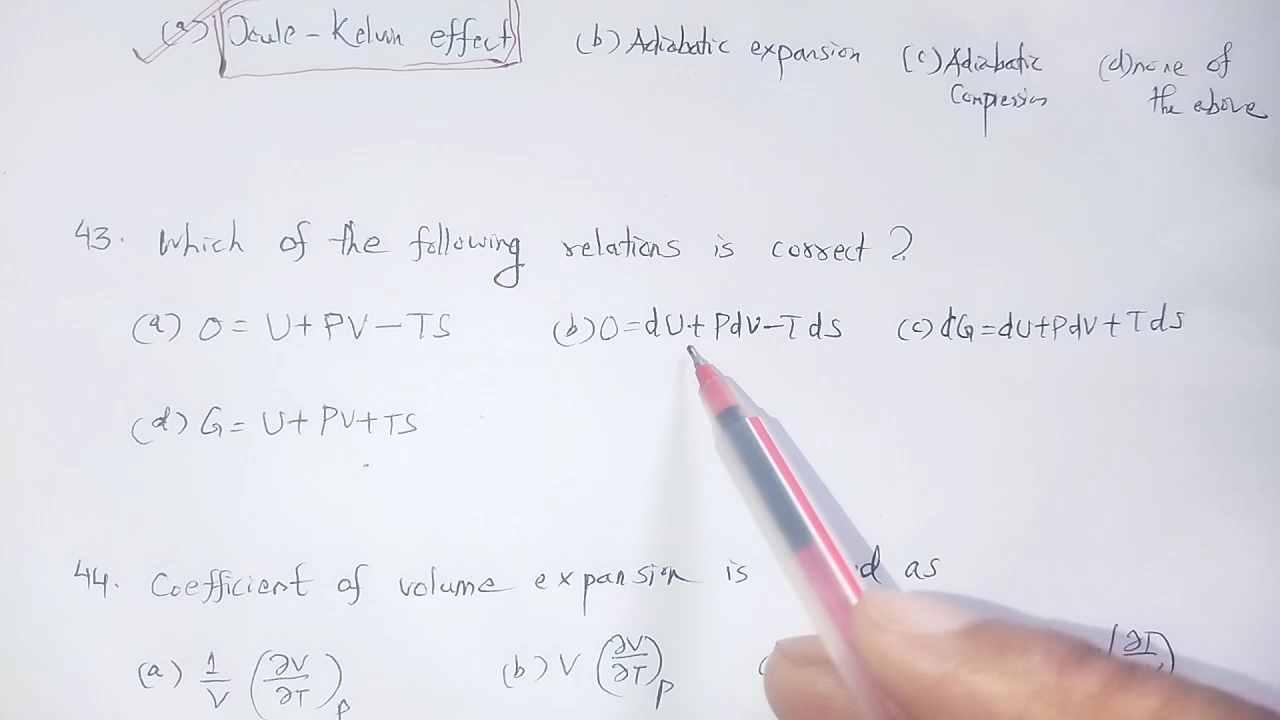 (a) Joule - Kelvin effect (b) Adiabatic expansion (c) Adiabatic Compression (d) none of the above
43. Which of the following relations is correct ?
(a) 0 = U + PV - TS (b) 0 = dU + PdV - Tds (c) dG = dU + PdV + Tds
(d) G = U + PV + TS
44. Coefficient of volume expansion is d as
(a) 1/V (∂V/∂T)p (b) V (∂V/∂T)p